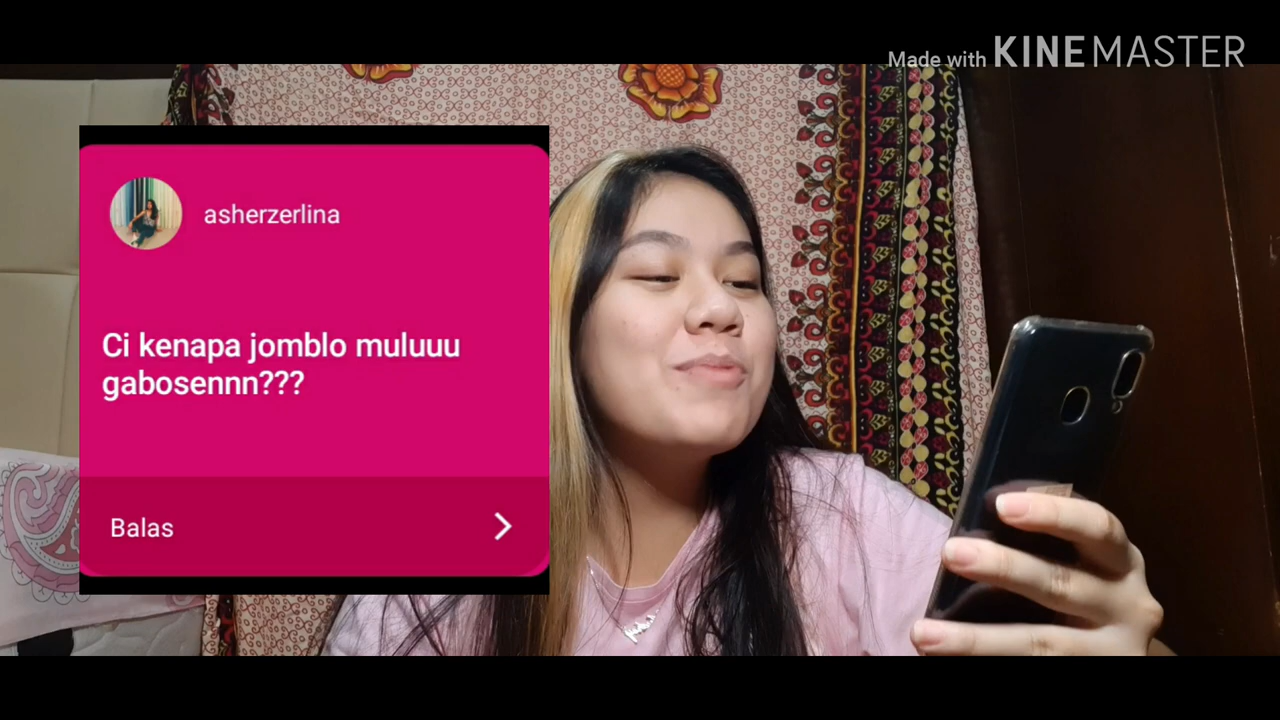 Made with KINEMASTER
asherzerlina
Ci kenapa jomblo muluuu
gabosennn???
Balas